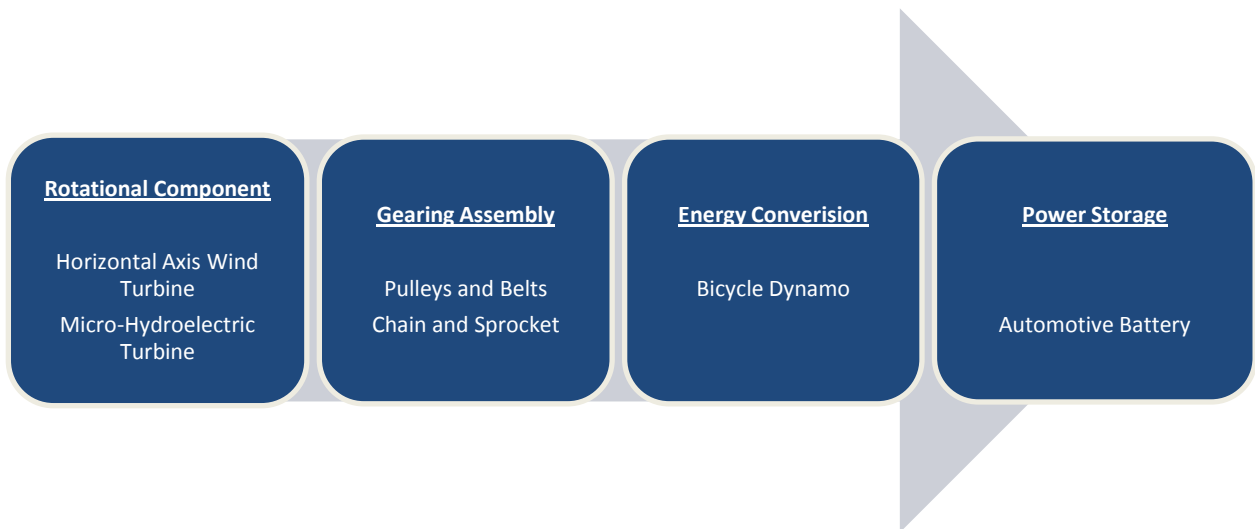 Rotational Component
Horizontal Axis Wind
Turbine
Micro-Hydroelectric
Turbine
Gearing Assembly
Pulleys and Belts
Chain and Sprocket
Energy Converision
Bicycle Dynamo
Power Storage
Automotive Battery